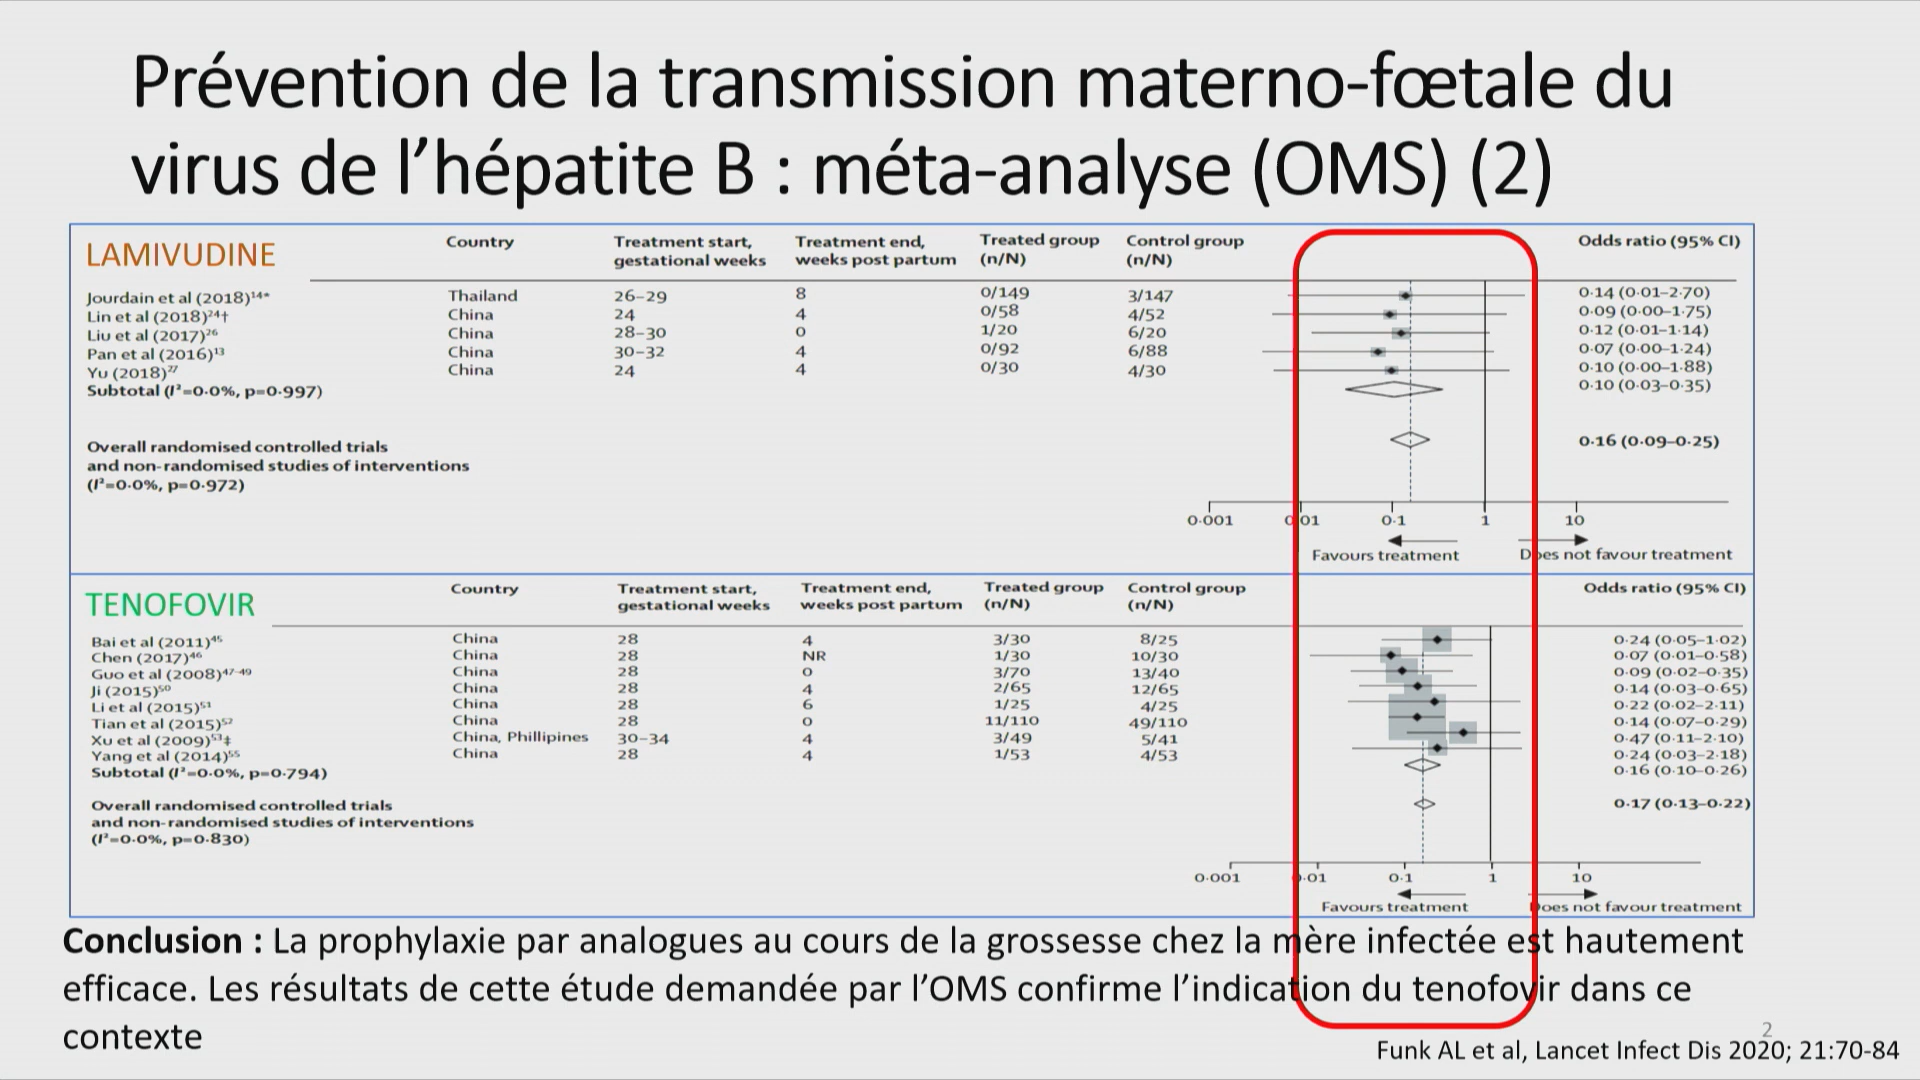 Prévention de la transmission materno-fœtale du
virus de l’hépatite B : méta-analyse (OMS) (2)
LAMIVUDINE
Country Treatment start, gestational weeks Treatment end, weeks post partum Treated group (n/N) Control group (n/N) Odds ratio (95% CI)
Jourdain et al (2018)¹⁴* Thailand 26–29 8 0/149 3/147 0·14 (0·01–2·70)
Lin et al (2018)²⁴† China 24 4 0/58 4/52 0·09 (0·00–1·75)
Liu et al (2017)²⁶ China 28–30 0 1/20 6/20 0·12 (0·01–1·14)
Pan et al (2016)¹³ China 30–32 4 0/92 6/88 0·07 (0·00–1·24)
Yu (2018)²⁷ China 24 4 0/30 4/30 0·10 (0·00–1·88)
Subtotal (I²=0·0%, p=0·997) 0·10 (0·03–0·35)
Overall randomised controlled trials
and non-randomised studies of interventions 0·16 (0·09–0·25)
(I²=0·0%, p=0·972)
0·001 0·01 0·1 1 10
Favours treatment Does not favour treatment
TENOFOVIR
Country Treatment start, gestational weeks Treatment end, weeks post partum Treated group (n/N) Control group (n/N) Odds ratio (95% CI)
Bai et al (2011)⁴⁵ China 28 4 3/30 8/25 0·24 (0·05–1·02)
Chen (2017)⁴⁶ China 28 NR 1/30 10/30 0·07 (0·01–0·58)
Guo et al (2008)⁴⁷⁻⁴⁹ China 28 0 3/70 13/40 0·09 (0·02–0·35)
Ji (2015)⁵⁰ China 28 4 2/65 12/65 0·14 (0·03–0·65)
Li et al (2015)⁵¹ China 28 6 1/25 4/25 0·22 (0·02–2·11)
Tian et al (2015)⁵² China 28 0 11/110 49/110 0·14 (0·07–0·29)
Xu et al (2009)⁵³‡ China, Phillipines 30–34 4 3/49 5/41 0·47 (0·11–2·10)
Yang et al (2014)⁵⁵ China 28 4 1/53 4/53 0·24 (0·03–2·18)
Subtotal (I²=0·0%, p=0·794) 0·16 (0·10–0·26)
Overall randomised controlled trials 0·17 (0·13–0·22)
and non-randomised studies of interventions
(I²=0·0%, p=0·830)
0·001 0·01 0·1 1 10
Favours treatment Does not favour treatment
Conclusion : La prophylaxie par analogues au cours de la grossesse chez la mère infectée est hautement
efficace. Les résultats de cette étude demandée par l’OMS confirme l’indication du tenofovir dans ce
contexte
2
Funk AL et al, Lancet Infect Dis 2020; 21:70-84